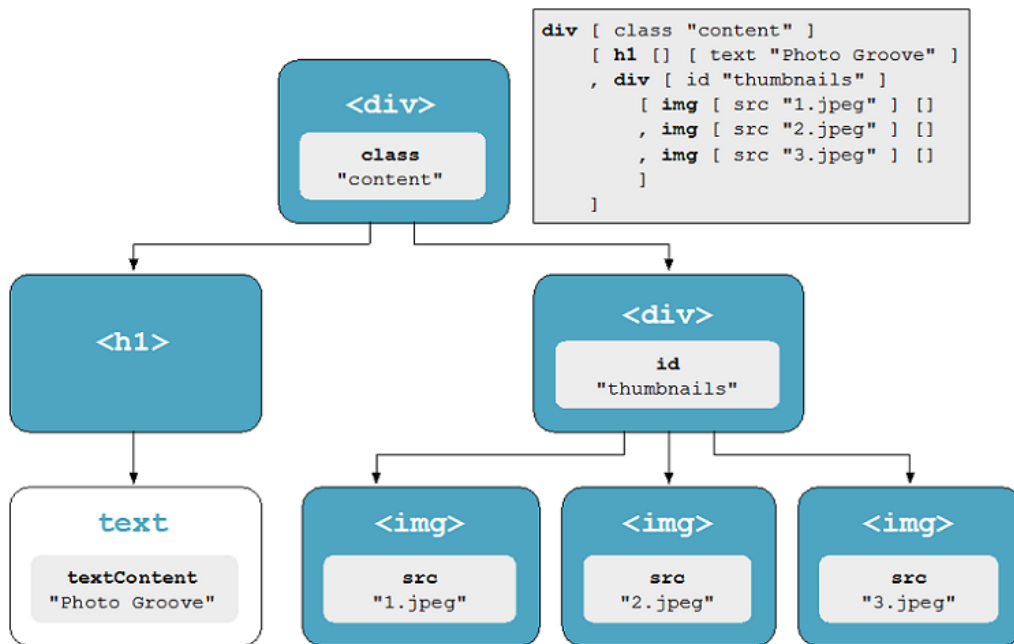 div [ class "content" ]
    [ h1 [] [ text "Photo Groove" ]
    , div [ id "thumbnails" ]
        [ img [ src "1.jpeg" ] []
        , img [ src "2.jpeg" ] []
        , img [ src "3.jpeg" ] []
        ]
    ]
<div>
class
"content"
<h1>
<div>
id
"thumbnails"
text
textContent
"Photo Groove"
<img>
src
"1.jpeg"
<img>
src
"2.jpeg"
<img>
src
"3.jpeg"